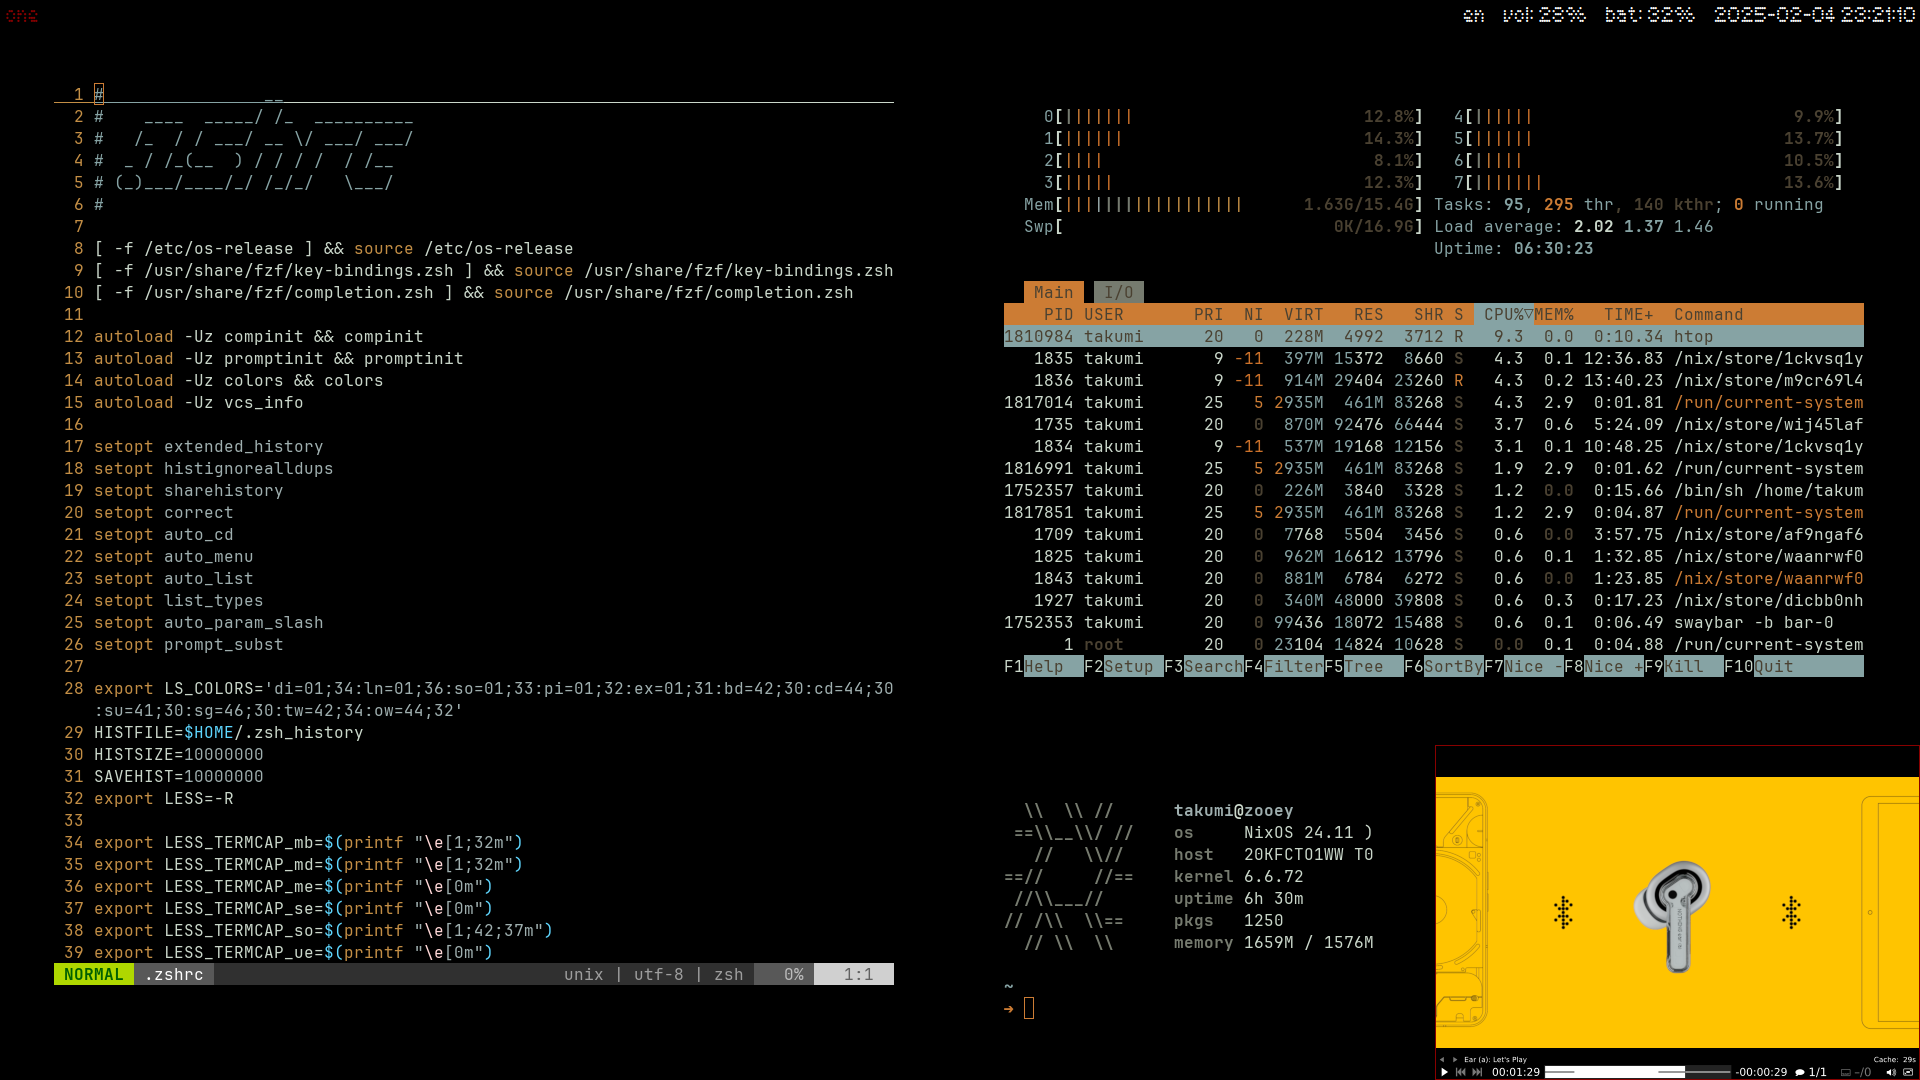 one
en vol:28% bat:32% 2025-02-04 23:21:10
1 # __
2 # ____ _____/ /_ __________
3 # /_ / / ___/ __ \/ ___/ ___/
4 # _ / /_(__ ) / / / / / /__
5 # (_)___/____/_/ /_/_/ \___/
6 #
7
8 [ -f /etc/os-release ] && source /etc/os-release
9 [ -f /usr/share/fzf/key-bindings.zsh ] && source /usr/share/fzf/key-bindings.zsh
10 [ -f /usr/share/fzf/completion.zsh ] && source /usr/share/fzf/completion.zsh
11
12 autoload -Uz compinit && compinit
13 autoload -Uz promptinit && promptinit
14 autoload -Uz colors && colors
15 autoload -Uz vcs_info
16
17 setopt extended_history
18 setopt histignorealldups
19 setopt sharehistory
20 setopt correct
21 setopt auto_cd
22 setopt auto_menu
23 setopt auto_list
24 setopt list_types
25 setopt auto_param_slash
26 setopt prompt_subst
27
28 export LS_COLORS='di=01;34:ln=01;36:so=01;33:pi=01;32:ex=01;31:bd=42;30:cd=44;30
:su=41;30:sg=46;30:tw=42;34:ow=44;32'
29 HISTFILE=$HOME/.zsh_history
30 HISTSIZE=10000000
31 SAVEHIST=10000000
32 export LESS=-R
33
34 export LESS_TERMCAP_mb=$(printf "\e[1;32m")
35 export LESS_TERMCAP_md=$(printf "\e[1;32m")
36 export LESS_TERMCAP_me=$(printf "\e[0m")
37 export LESS_TERMCAP_se=$(printf "\e[0m")
38 export LESS_TERMCAP_so=$(printf "\e[1;42;37m")
39 export LESS_TERMCAP_ue=$(printf "\e[0m")
NORMAL .zshrc unix | utf-8 | zsh 0% 1:1
0[||||||| 12.8%] 4[|||||| 9.9%]
1[|||||| 14.3%] 5[|||||| 13.7%]
2[|||| 8.1%] 6[||||| 10.5%]
3[||||| 12.3%] 7[||||||| 13.6%]
Mem[|||||||||||||||||| 1.63G/15.4G] Tasks: 95, 295 thr, 140 kthr; 0 running
Swp[ 0K/16.9G] Load average: 2.02 1.37 1.46
Uptime: 06:30:23
Main I/O
PID USER PRI NI VIRT RES SHR S CPU%▽MEM% TIME+ Command
1810984 takumi 20 0 228M 4992 3712 R 9.3 0.0 0:10.34 htop
1835 takumi 9 -11 397M 15372 8660 S 4.3 0.1 12:36.83 /nix/store/1ckvsq1y
1836 takumi 9 -11 914M 29404 23260 R 4.3 0.2 13:40.23 /nix/store/m9cr69l4
1817014 takumi 25 5 2935M 461M 83268 S 4.3 2.9 0:01.81 /run/current-system
1735 takumi 20 0 870M 92476 66444 S 3.7 0.6 5:24.09 /nix/store/wij45laf
1834 takumi 9 -11 537M 19168 12156 S 3.1 0.1 10:48.25 /nix/store/1ckvsq1y
1816991 takumi 25 5 2935M 461M 83268 S 1.9 2.9 0:01.62 /run/current-system
1752357 takumi 20 0 226M 3840 3328 S 1.2 0.0 0:15.66 /bin/sh /home/takum
1817851 takumi 25 5 2935M 461M 83268 S 1.2 2.9 0:04.87 /run/current-system
1709 takumi 20 0 7768 5504 3456 S 0.6 0.0 3:57.75 /nix/store/af9ngaf6
1825 takumi 20 0 962M 16612 13796 S 0.6 0.1 1:32.85 /nix/store/waanrwf0
1843 takumi 20 0 881M 6784 6272 S 0.6 0.0 1:23.85 /nix/store/waanrwf0
1927 takumi 20 0 340M 48000 39808 S 0.6 0.3 0:17.23 /nix/store/dicbb0nh
1752353 takumi 20 0 99436 18072 15488 S 0.6 0.1 0:06.49 swaybar -b bar-0
1 root 20 0 23104 14824 10628 S 0.0 0.1 0:04.88 /run/current-system
F1Help F2Setup F3SearchF4FilterF5Tree F6SortByF7Nice -F8Nice +F9Kill F10Quit
\\ \\ // takumi@zooey
==\\__\\/ // os NixOS 24.11 )
// \\// host 20KFCTO1WW T0
==// //== kernel 6.6.72
//\\___// uptime 6h 30m
// /\\ \\== pkgs 1250
// \\ \\ memory 1659M / 1576M
~
➜
Ear (a): Let's Play Cache: 29s
00:01:29 -00:00:29 1/1 -/0